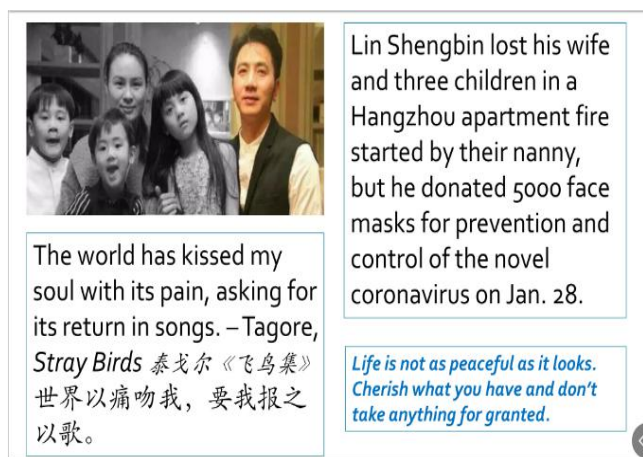 Lin Shengbin lost his wife
and three children in a
Hangzhou apartment fire
started by their nanny,
but he donated 5000 face
masks for prevention and
control of the novel
coronavirus on Jan. 28.
The world has kissed my
soul with its pain, asking for
its return in songs. – Tagore,
Stray Birds 泰戈尔《飞鸟集》
世界以痛吻我，要我报之
以歌。
Life is not as peaceful as it looks.
Cherish what you have and don’t
take anything for granted.